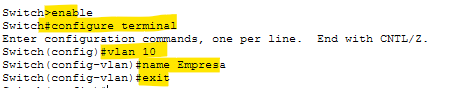 Switch>enable
Switch#configure terminal
Enter configuration commands, one per line.  End with CNTL/Z.
Switch(config)#vlan 10
Switch(config-vlan)#name Empresa
Switch(config-vlan)#exit